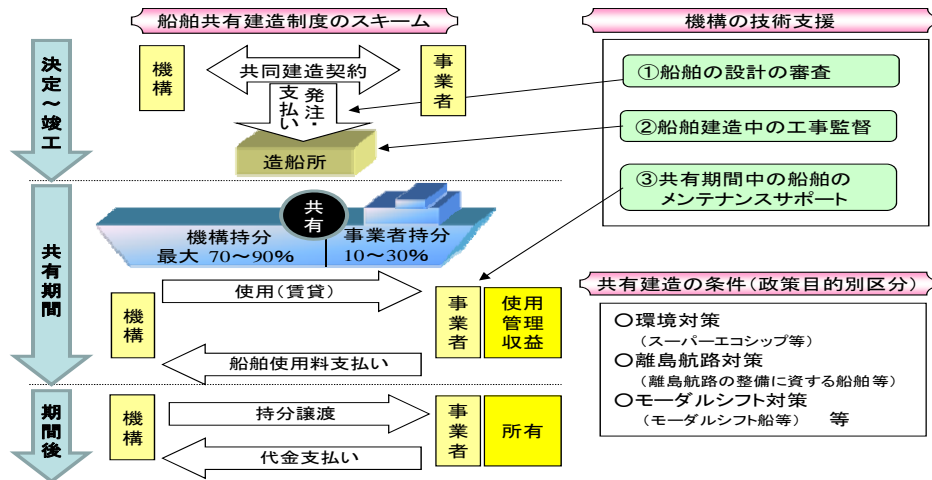 船舶共有建造制度のスキーム
決定～竣工
機構
共同建造契約
事業者
発注・
支払い
造船所
共有期間
共有
機構持分
最大 70～90%
事業者持分
10～30%
機構
使用(賃貸)
船舶使用料支払い
事業者
使用
管理
収益
期間後
機構
持分譲渡
代金支払い
事業者
所有
機構の技術支援
①船舶の設計の審査
②船舶建造中の工事監督
③共有期間中の船舶の
メンテナンスサポート
共有建造の条件(政策目的別区分)
○環境対策
(スーパーエコシップ等)
○離島航路対策
(離島航路の整備に資する船舶等)
○モーダルシフト対策
(モーダルシフト船等) 等